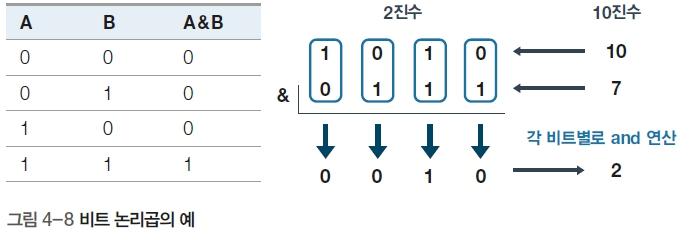 A B A&B
0 0 0
0 1 0
1 0 0
1 1 1
2진수 10진수
1 0 1 0 10
& 0 1 1 1 7
각 비트별로 and 연산
0 0 1 0 2
그림 4-8 비트 논리곱의 예